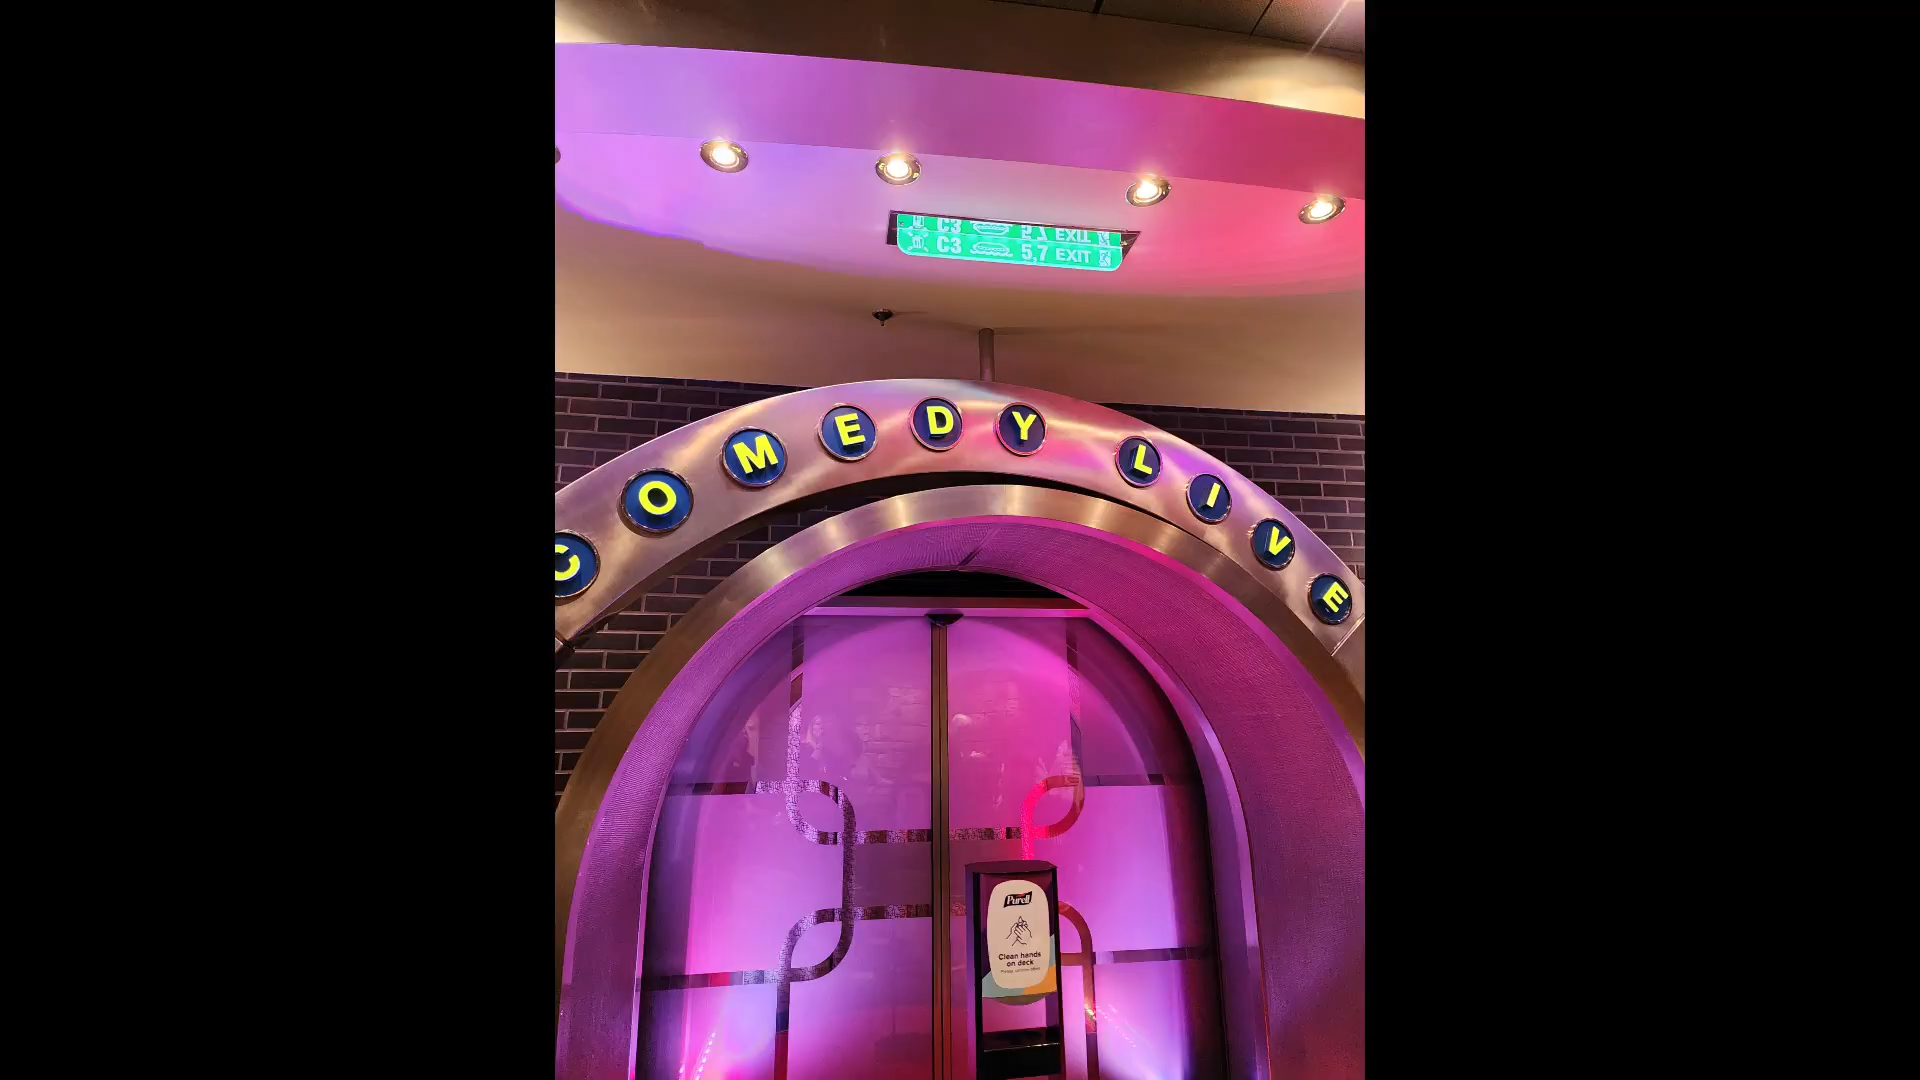 C3 5,7 EXIT
COMEDY LIVE
Purell
Clean hands
on deck